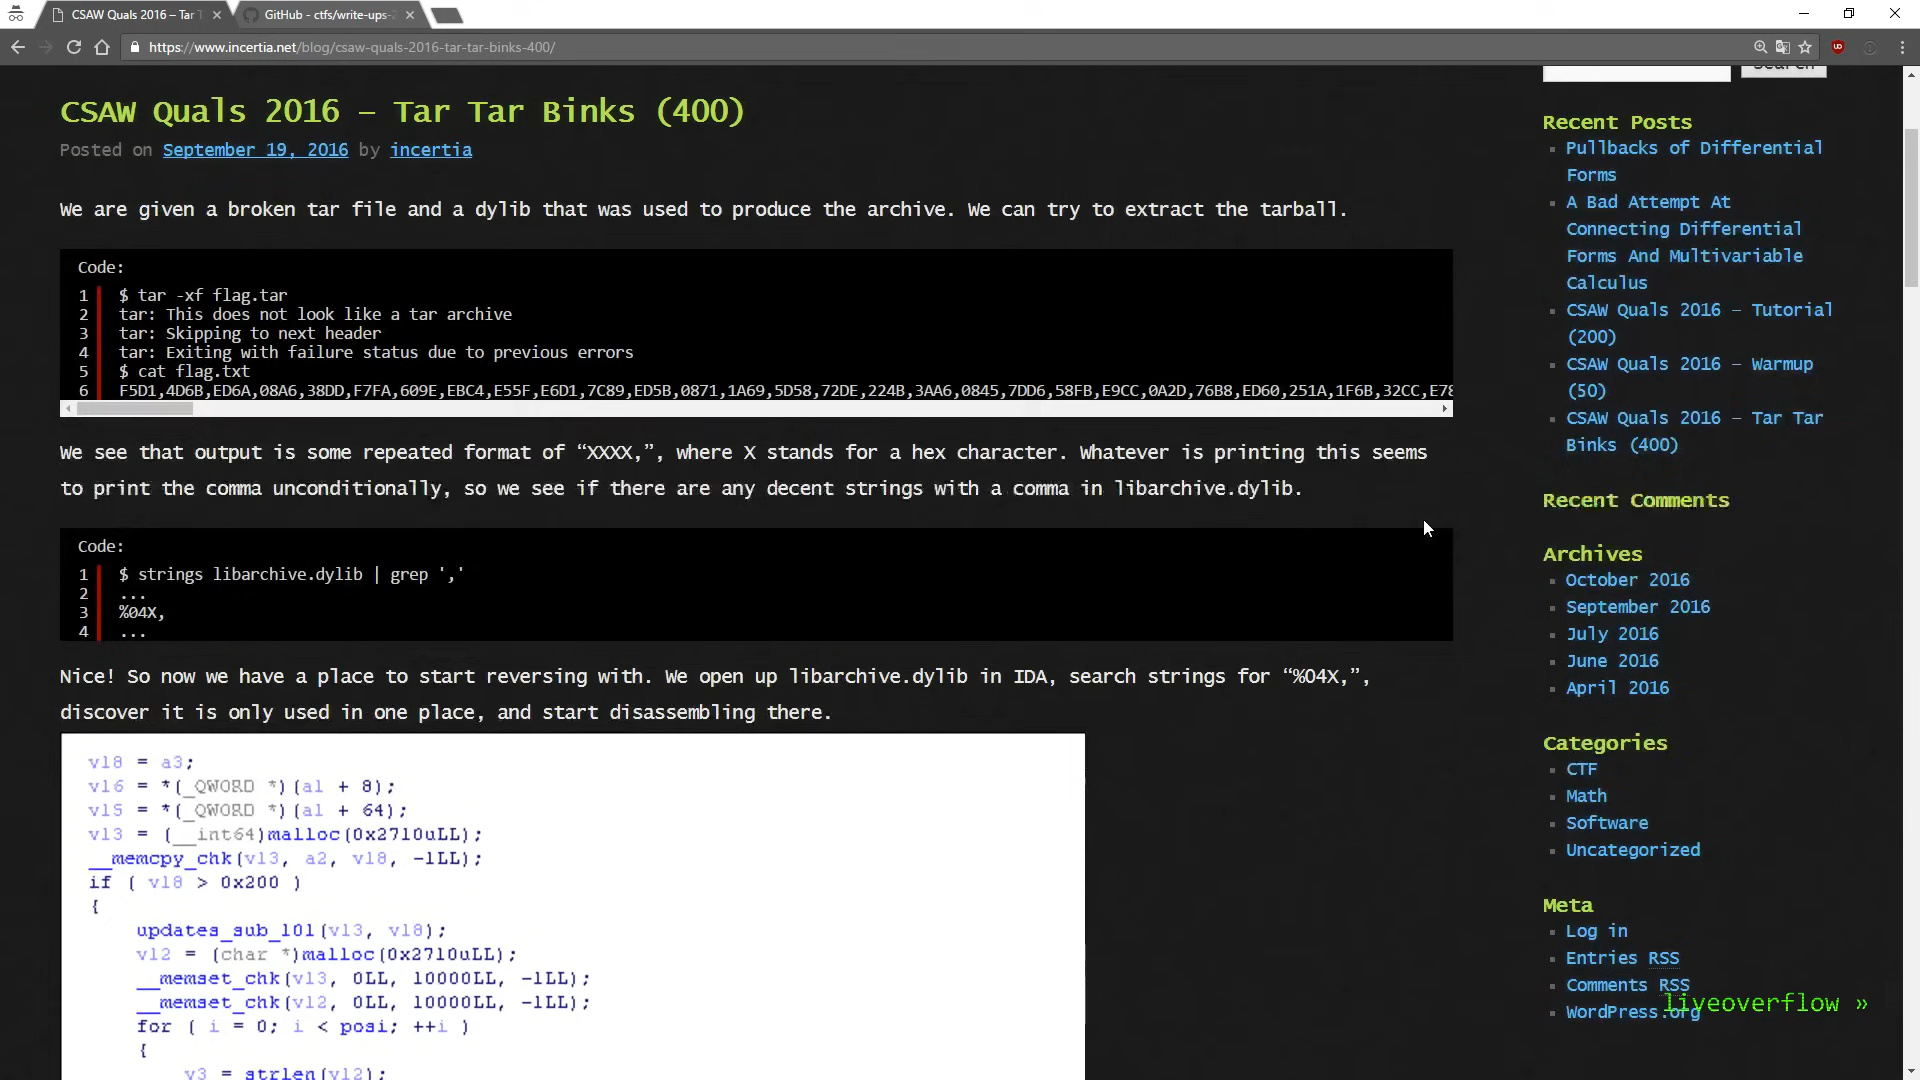 CSAW Quals 2016 – Tar T
GitHub - ctfs/write-ups-2
https://www.incertia.net/blog/csaw-quals-2016-tar-tar-binks-400/
Search
CSAW Quals 2016 – Tar Tar Binks (400)
Posted on September 19, 2016 by incertia
We are given a broken tar file and a dylib that was used to produce the archive. We can try to extract the tarball.
Code:
1 $ tar -xf flag.tar
2 tar: This does not look like a tar archive
3 tar: Skipping to next header
4 tar: Exiting with failure status due to previous errors
5 $ cat flag.txt
6 F5D1,4D6B,ED6A,08A6,38DD,F7FA,609E,EBC4,E55F,E6D1,7C89,ED5B,0871,1A69,5D58,72DE,224B,3AA6,0845,7DD6,58FB,E9CC,0A2D,76B8,ED60,251A,1F6B,32CC,E78
We see that output is some repeated format of “XXXX,”, where X stands for a hex character. Whatever is printing this seems
to print the comma unconditionally, so we see if there are any decent strings with a comma in libarchive.dylib.
Code:
1 $ strings libarchive.dylib | grep ','
2 ...
3 %04X,
4 ...
Nice! So now we have a place to start reversing with. We open up libarchive.dylib in IDA, search strings for “%04X,”,
discover it is only used in one place, and start disassembling there.
v18 = a3;
v16 = *(_QWORD *)(a1 + 8);
v15 = *(_QWORD *)(a1 + 64);
v13 = (__int64)malloc(0x2710uLL);
__memcpy_chk(v13, a2, v18, -1LL);
if ( v18 > 0x200 )
{
updates_sub_101(v13, v18);
v12 = (char *)malloc(0x2710uLL);
__memset_chk(v13, 0LL, 10000LL, -1LL);
__memset_chk(v12, 0LL, 10000LL, -1LL);
for ( i = 0; i < posi; ++i )
{
v3 = strlen(v12);
Recent Posts
Pullbacks of Differential
Forms
A Bad Attempt At
Connecting Differential
Forms And Multivariable
Calculus
CSAW Quals 2016 – Tutorial
(200)
CSAW Quals 2016 – Warmup
(50)
CSAW Quals 2016 – Tar Tar
Binks (400)
Recent Comments
Archives
October 2016
September 2016
July 2016
June 2016
April 2016
Categories
CTF
Math
Software
Uncategorized
Meta
Log in
Entries RSS
Comments RSS
WordPress.org
liveoverflow »